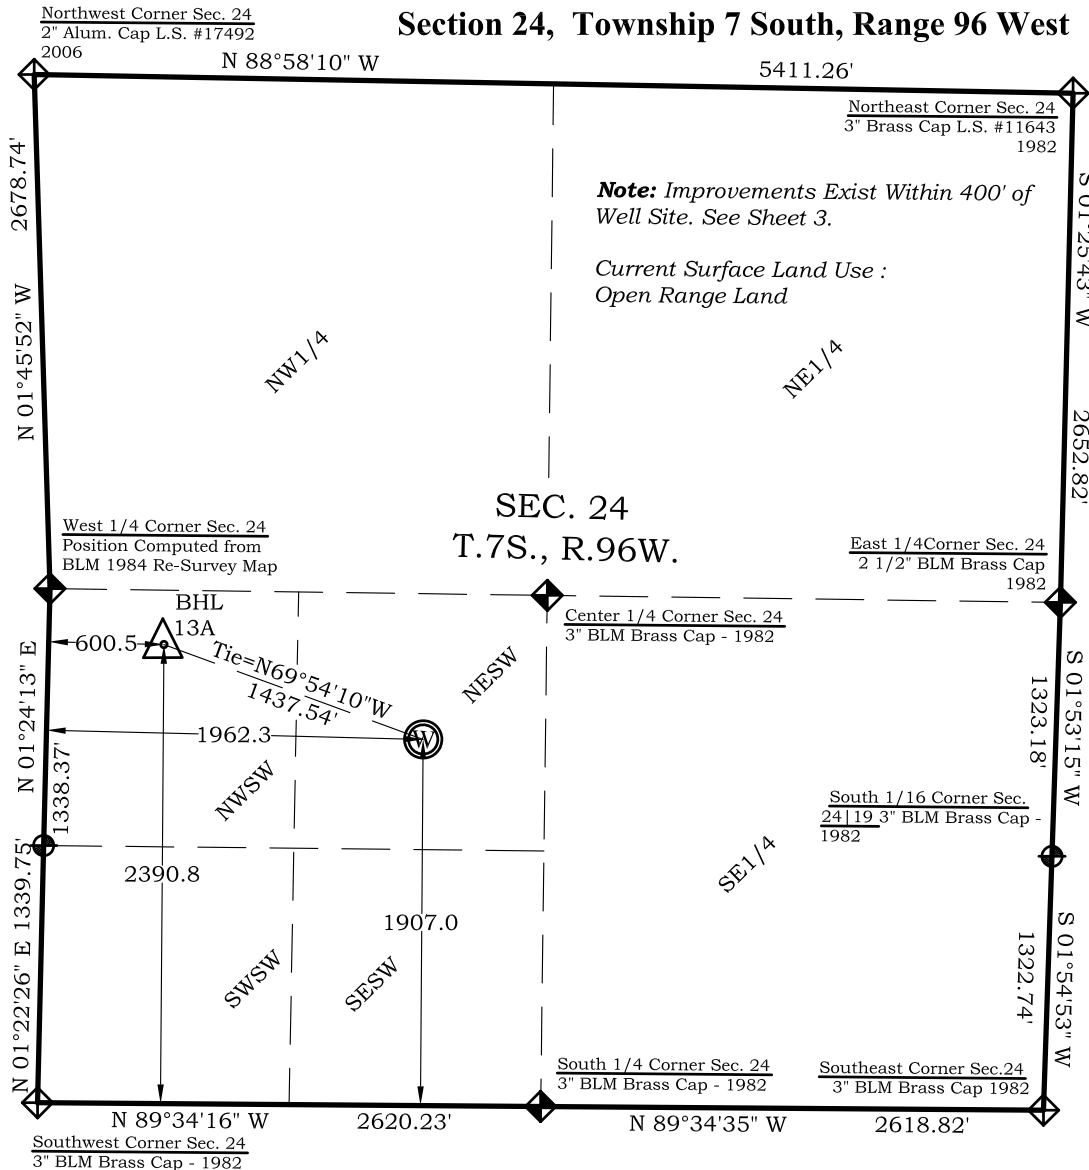 Northwest Corner Sec. 24
2" Alum. Cap L.S. #17492
2006
Section 24, Township 7 South, Range 96 West
N 88°58'10" W
5411.26'
Northeast Corner Sec. 24
3" Brass Cap L.S. #11643
1982
2678.74'
N 01°45'52" W
S 01°25'43" W
2652.82'
Note: Improvements Exist Within 400' of
Well Site. See Sheet 3.
Current Surface Land Use :
Open Range Land
NW1/4
NE1/4
SEC. 24
T.7S., R.96W.
West 1/4 Corner Sec. 24
Position Computed from
BLM 1984 Re-Survey Map
East 1/4Corner Sec. 24
2 1/2" BLM Brass Cap
1982
BHL
13A
Center 1/4 Corner Sec. 24
3" BLM Brass Cap - 1982
600.5
Tie=N69°54'10"W
1437.54'
NESW
1962.3
W
N 01°24'13" E
1338.37'
NWSW
S 01°53'15" W
1323.18'
South 1/16 Corner Sec.
24|19 3" BLM Brass Cap -
1982
SE1/4
2390.8
1907.0
N 01°22'26" E 1339.75'
SWSW
SESW
S 01°54'53" W
1322.74'
South 1/4 Corner Sec. 24
3" BLM Brass Cap - 1982
Southeast Corner Sec.24
3" BLM Brass Cap 1982
N 89°34'16" W
2620.23'
N 89°34'35" W
2618.82'
Southwest Corner Sec. 24
3" BLM Brass Cap - 1982